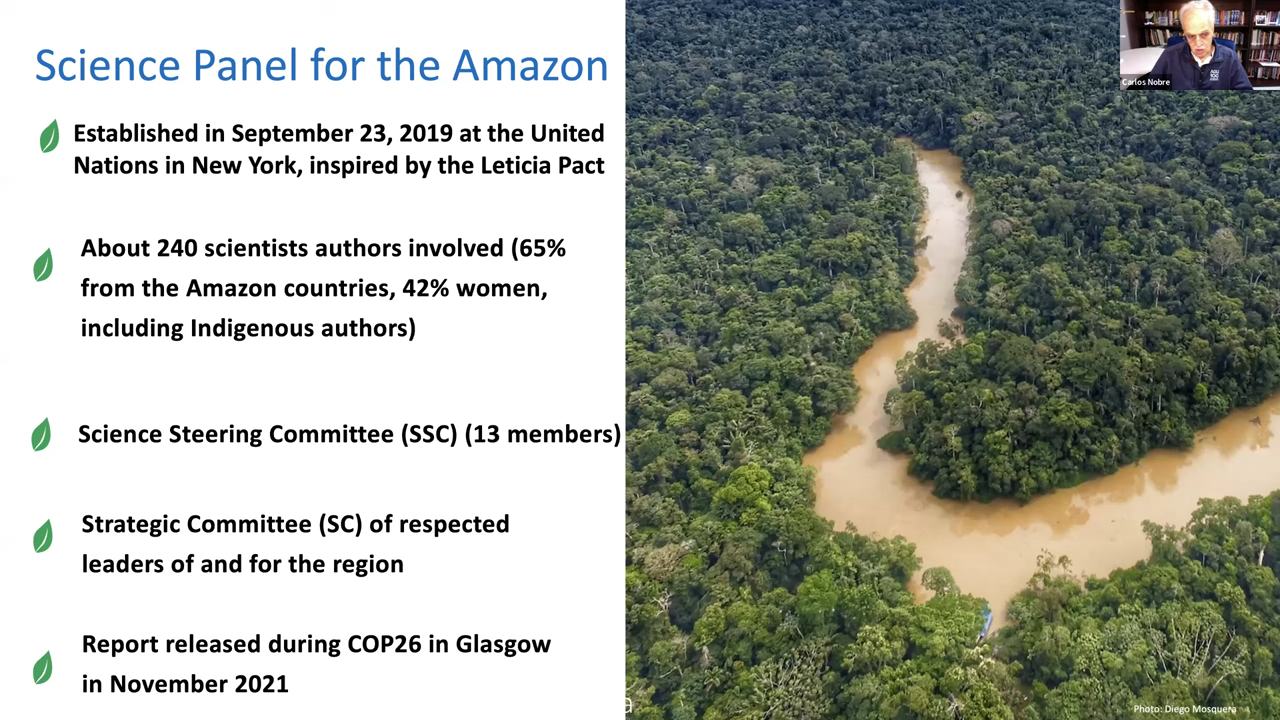 Science Panel for the Amazon
Established in September 23, 2019 at the United
Nations in New York, inspired by the Leticia Pact
About 240 scientists authors involved (65%
from the Amazon countries, 42% women,
including Indigenous authors)
Science Steering Committee (SSC) (13 members)
Strategic Committee (SC) of respected
leaders of and for the region
Report released during COP26 in Glasgow
in November 2021
Carlos Nobre
Photo: Diego Mosquera